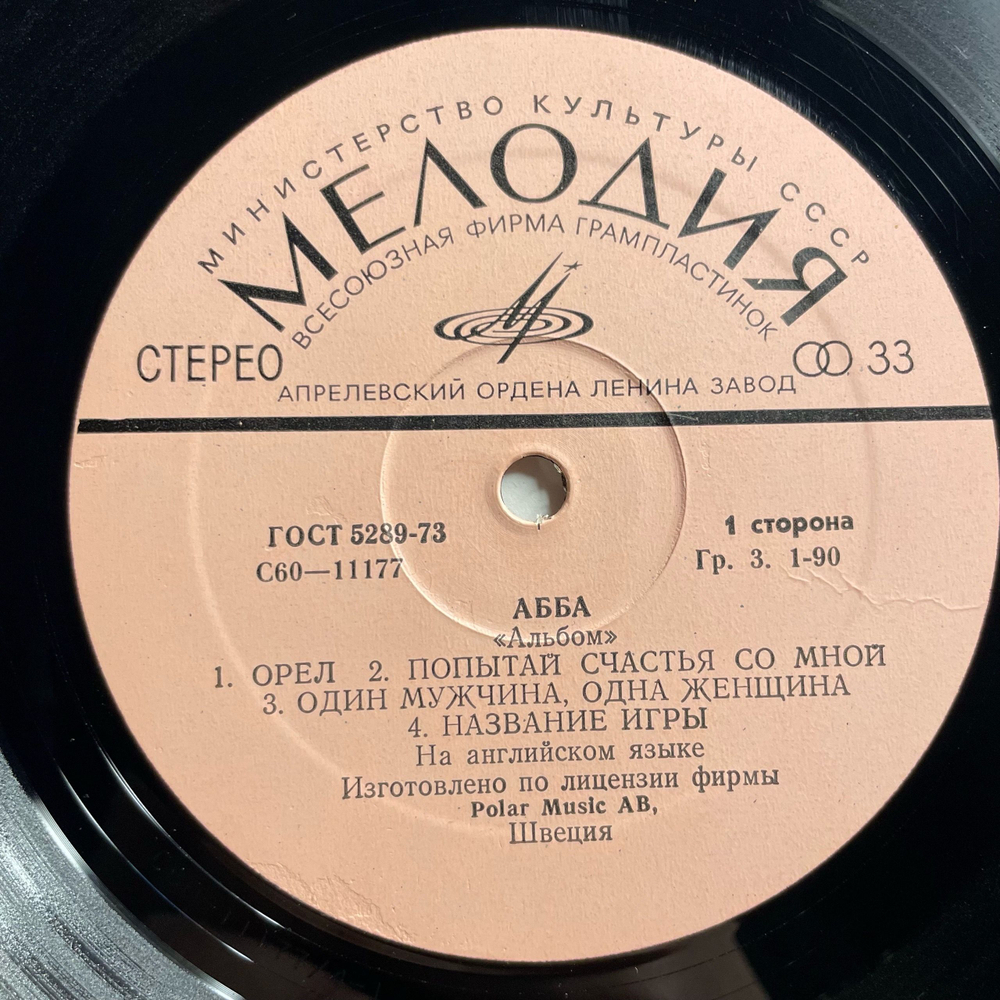 МИНИСТЕРСТВО КУЛЬТУРЫ СССР
МЕЛОДИЯ
ВСЕСОЮЗНАЯ ФИРМА ГРАМПЛАСТИНОК
СТЕРЕО
33
АПРЕЛЕВСКИЙ ОРДЕНА ЛЕНИНА ЗАВОД
ГОСТ 5289-73
1 сторона
С60—11177
Гр. 3. 1-90
АББА
«Альбом»
1. ОРЕЛ 2. ПОПЫТАЙ СЧАСТЬЯ СО МНОЙ
3. ОДИН МУЖЧИНА, ОДНА ЖЕНЩИНА
4. НАЗВАНИЕ ИГРЫ
На английском языке
Изготовлено по лицензии фирмы
Polar Music AB,
Швеция